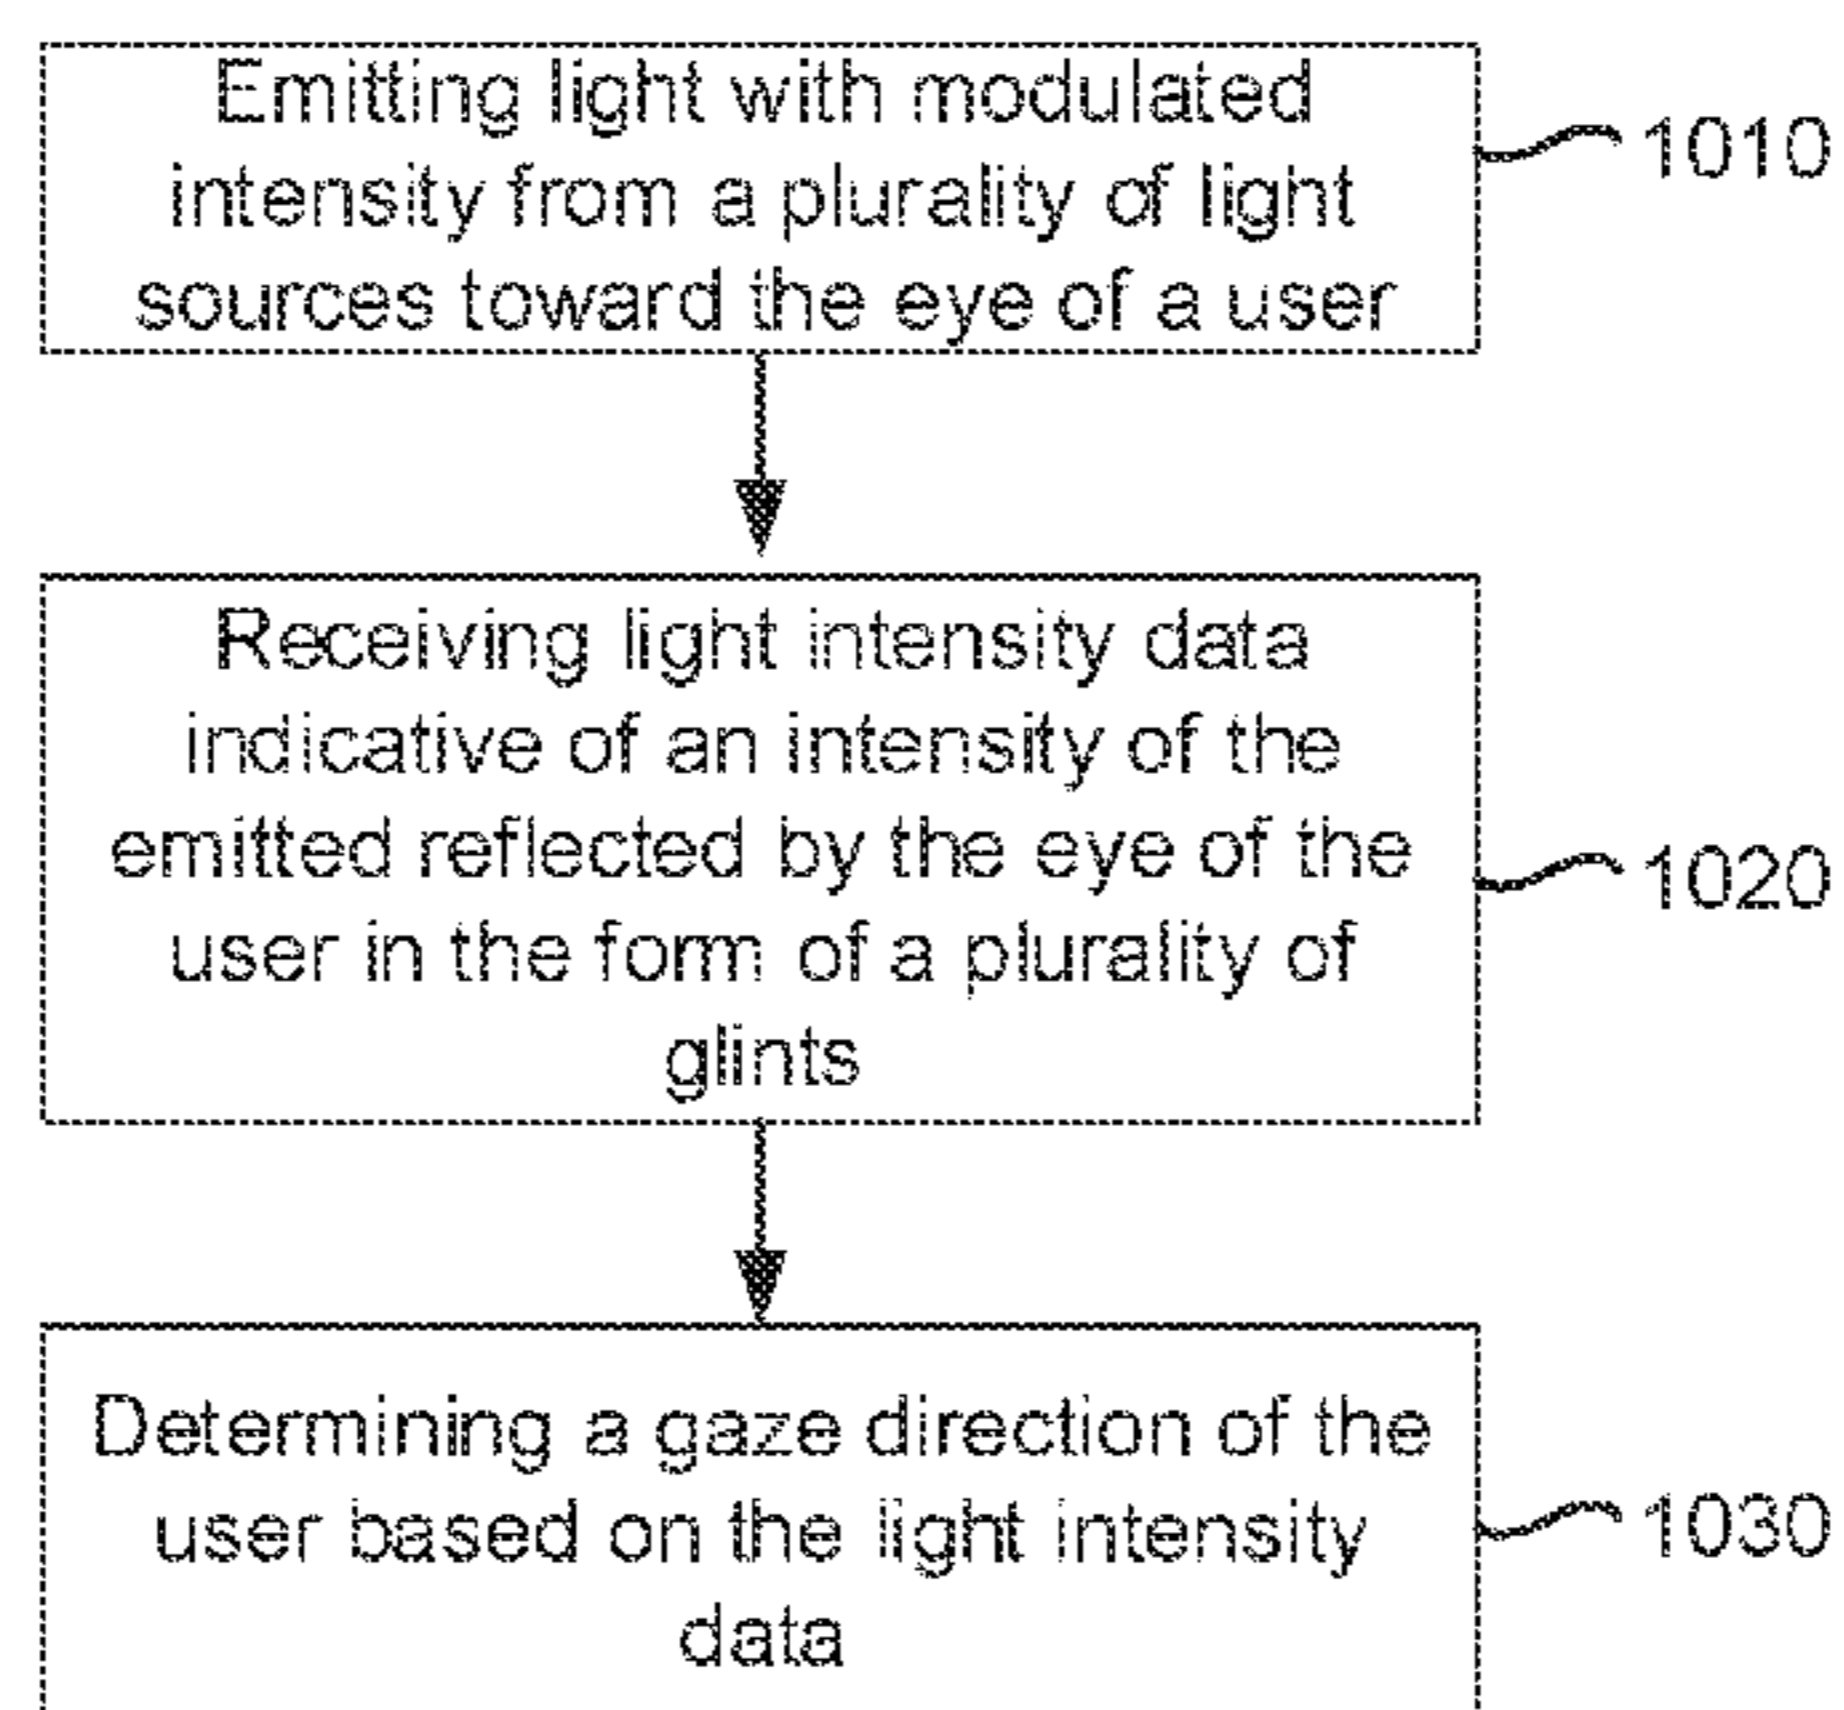 Emitting light with modulated
intensity from a plurality of light
sources toward the eye of a user
1010
Receiving light intensity data
indicative of an intensity of the
emitted reflected by the eye of the
user in the form of a plurality of
glints
1020
Determining a gaze direction of the
user based on the light intensity
data
1030